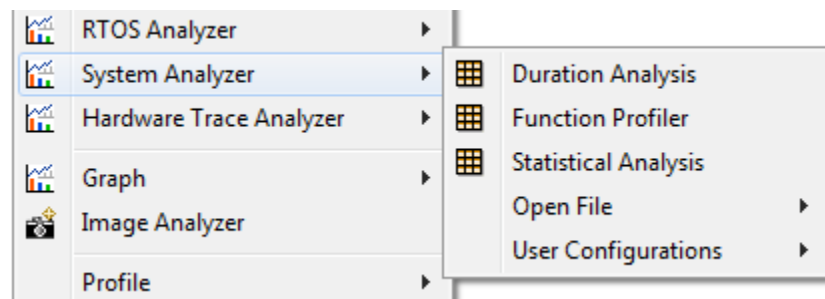 RTOS Analyzer
System Analyzer
Hardware Trace Analyzer
Graph
Image Analyzer
Profile
Duration Analysis
Function Profiler
Statistical Analysis
Open File
User Configurations